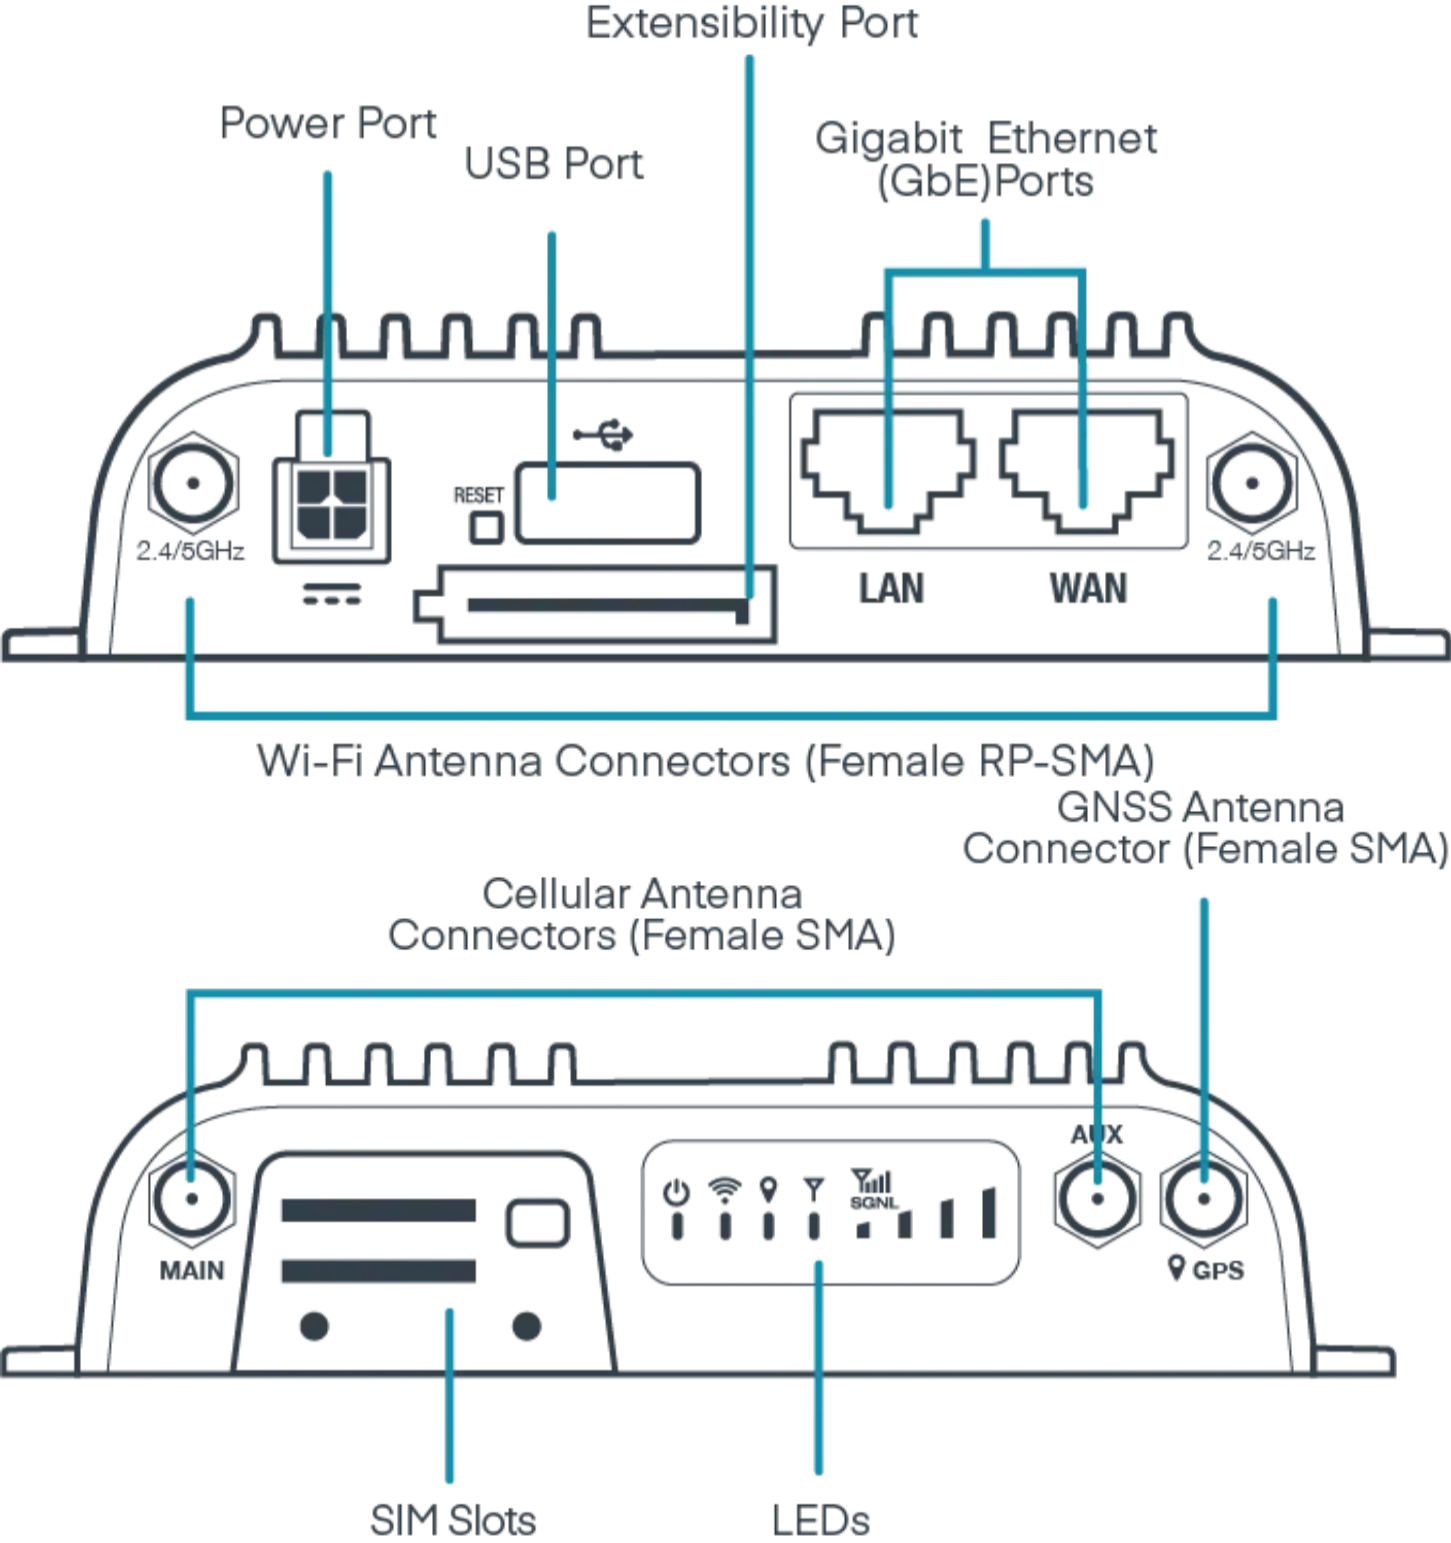 Extensibility Port
Power Port
USB Port
Gigabit Ethernet
(GbE)Ports
RESET
2.4/5GHz
2.4/5GHz
LAN
WAN
Wi-Fi Antenna Connectors (Female RP-SMA)
GNSS Antenna
Connector (Female SMA)
Cellular Antenna
Connectors (Female SMA)
AUX
SGNL
MAIN
GPS
SIM Slots
LEDs